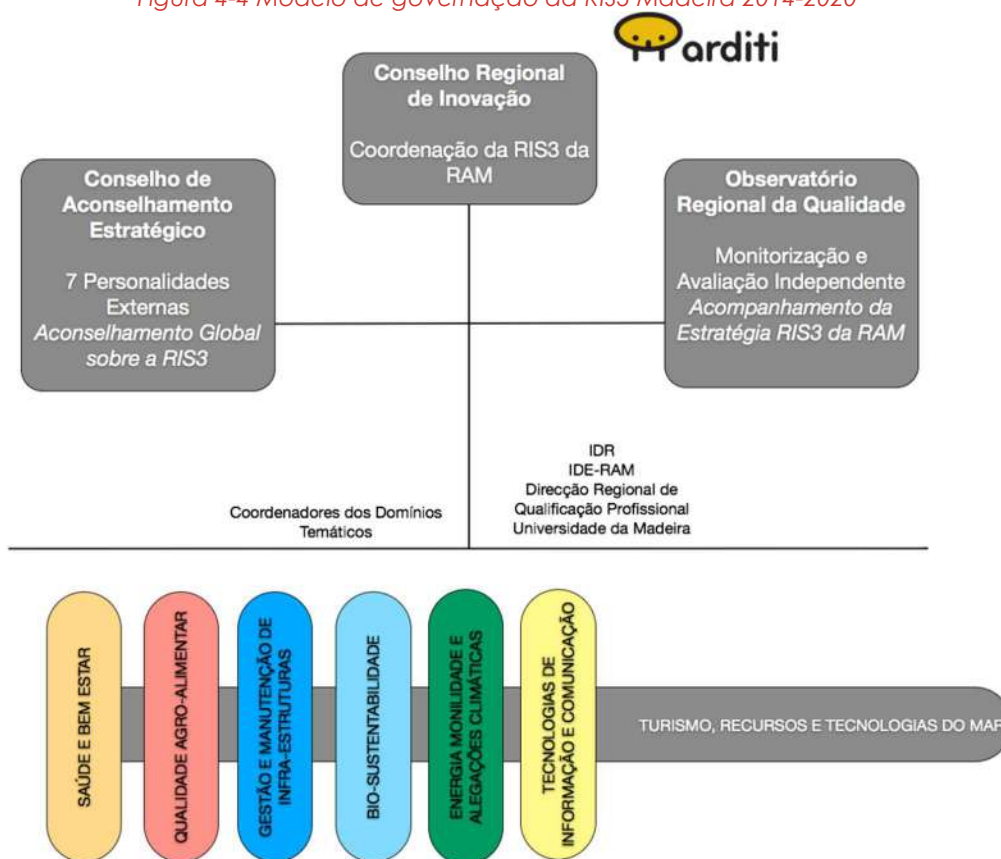 Figura 4-4 Modelo de governação da RIS3 Madeira 2014-2020
arditi
Conselho Regional
de Inovação
Coordenação da RIS3 da
RAM
Conselho de
Aconselhamento
Estratégico
7 Personalidades
Externas
Aconselhamento Global
sobre a RIS3
Observatório
Regional da Qualidade
Monitorização e
Avaliação Independente
Acompanhamento da
Estratégia RIS3 da RAM
Coordenadores dos Domínios
Temáticos
IDR
IDE-RAM
Direcção Regional de
Qualificação Profissional
Universidade da Madeira
SAÚDE E BEM ESTAR
QUALIDADE AGRO-ALIMENTAR
GESTÃO E MANUTENÇÃO DE
INFRA-ESTRUTURAS
BIO-SUSTENTABILIDADE
ENERGIA MONILIDADE E
ALEGAÇÕES CLIMÁTICAS
TECNOLOGIAS DE
INFORMAÇÃO E COMUNICAÇÃO
TURISMO, RECURSOS E TECNOLOGIAS DO MAR